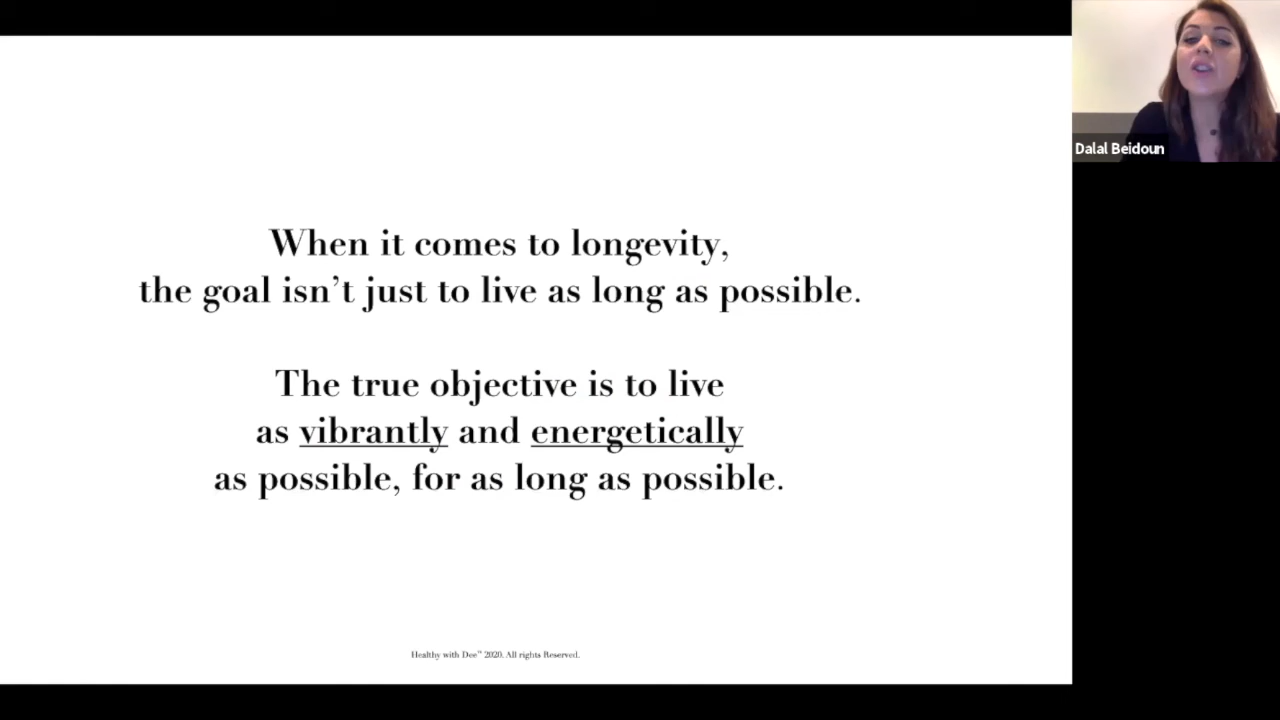 When it comes to longevity,
the goal isn’t just to live as long as possible.
The true objective is to live
as vibrantly and energetically
as possible, for as long as possible.
Healthy with Dee™ 2020. All rights Reserved.
Dalal Beidoun